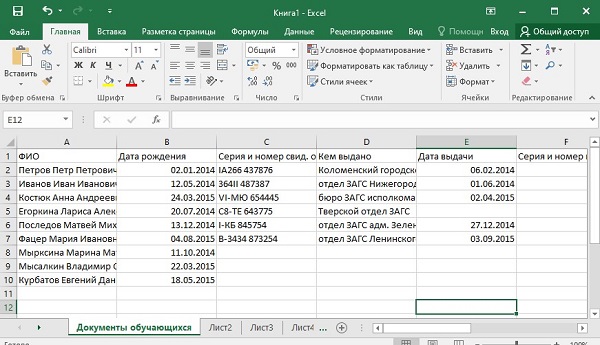 Книга1 - Excel
Файл Главная Вставка Разметка страницы Формулы Данные Рецензирование Вид Помощн Вход Общий доступ
Вставить Calibri 11 Общий Условное форматирование Вставить
Форматировать как таблицу Удалить
Ж К Ч Стили ячеек Формат
Буфер обмена Шрифт Выравнивание Число Стили Ячейки Редактирование
E12 fx
A B C D E F
1 ФИО Дата рождения Серия и номер свид. о Кем выдано Дата выдачи Серия и номер
2 Петров Петр Петрович 02.01.2014 IА266 437876 Коломенский городско 06.02.2014
3 Иванов Иван Иванович 12.05.2014 364II 487387 отдел ЗАГС Нижегород 01.06.2014
4 Костюк Анна Андреевн 24.03.2015 VI-МЮ 654445 бюро ЗАГС исполкома 02.04.2015
5 Егоркина Лариса Алек 20.07.2014 С8-ТЕ 643775 Тверской отдел ЗАГС
6 Последов Матвей Мих 13.12.2014 I-КБ 845754 отдел ЗАГС адм. Зелен 27.12.2014
7 Фацер Мария Ивановн 04.08.2015 В-3434 873254 отдел ЗАГС Ленинского 03.09.2015
8 Мырксина Марина Ма 11.10.2014
9 Мысалкин Владимир С 22.03.2015
10 Курбатов Евгений Дан 18.05.2015
11
12
Документы обучающихся Лист2 Лист3 Лист4 ...
Готово 100%